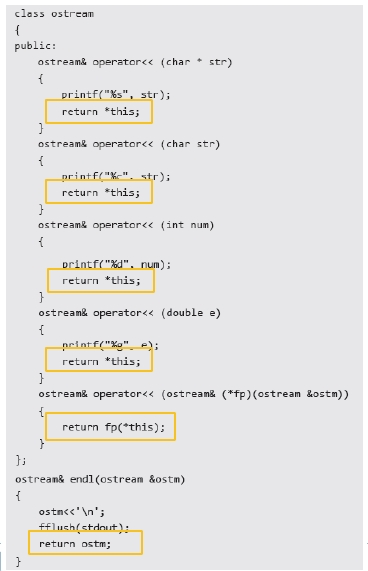 class ostream
{
public:
ostream& operator<< (char * str)
{
printf("%s", str);
return *this;
}
ostream& operator<< (char str)
{
printf("%c", str);
return *this;
}
ostream& operator<< (int num)
{
printf("%d", num);
return *this;
}
ostream& operator<< (double e)
{
printf("%g", e);
return *this;
}
ostream& operator<< (ostream& (*fp)(ostream &ostm))
{
return fp(*this);
}
};
ostream& endl(ostream &ostm)
{
ostm<<'\n';
fflush(stdout);
return ostm;
}